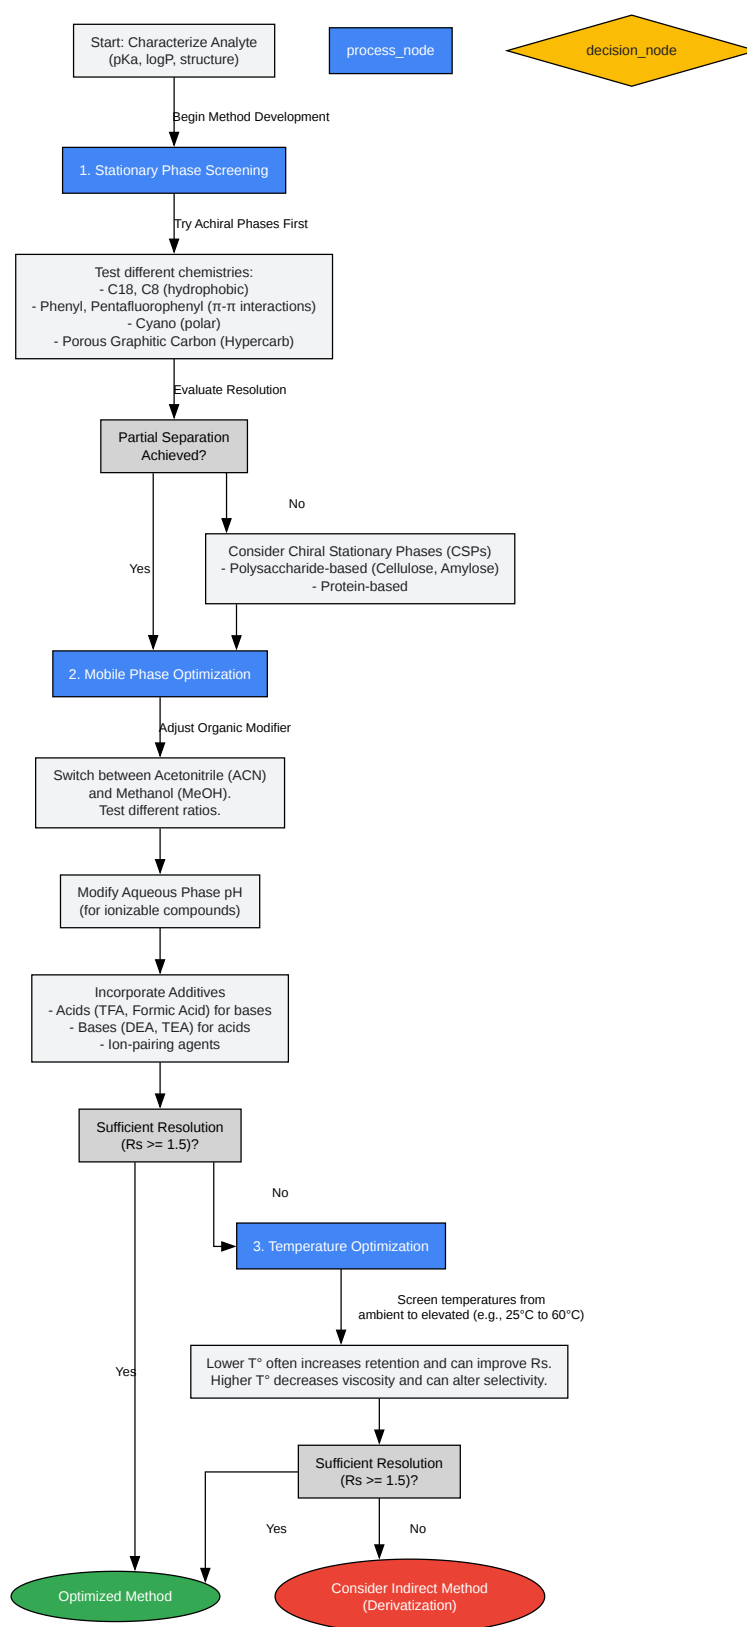 Start: Characterize Analyte
(pKa, logP, structure)
process_node
decision_node
Begin Method Development
1. Stationary Phase Screening
Try Achiral Phases First
Test different chemistries:
- C18, C8 (hydrophobic)
- Phenyl, Pentafluorophenyl (π-π interactions)
- Cyano (polar)
- Porous Graphitic Carbon (Hypercarb)
Evaluate Resolution
Partial Separation
Achieved?
No
Consider Chiral Stationary Phases (CSPs)
- Polysaccharide-based (Cellulose, Amylose)
- Protein-based
Yes
2. Mobile Phase Optimization
Adjust Organic Modifier
Switch between Acetonitrile (ACN)
and Methanol (MeOH).
Test different ratios.
Modify Aqueous Phase pH
(for ionizable compounds)
Incorporate Additives
- Acids (TFA, Formic Acid) for bases
- Bases (DEA, TEA) for acids
- Ion-pairing agents
Sufficient Resolution
(Rs >= 1.5)?
No
3. Temperature Optimization
Screen temperatures from
ambient to elevated (e.g., 25°C to 60°C)
Lower T° often increases retention and can improve Rs.
Higher T° decreases viscosity and can alter selectivity.
Yes
Sufficient Resolution
(Rs >= 1.5)?
Yes
No
Optimized Method
Consider Indirect Method
(Derivatization)